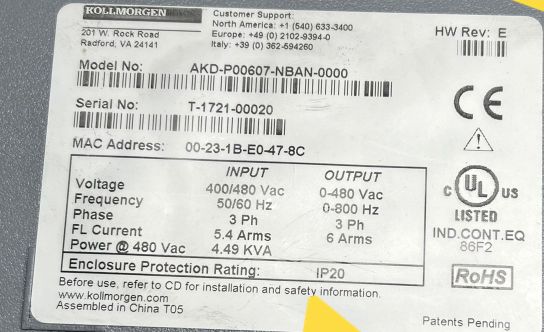 KOLLMORGEN
201 W. Rock Road
Radford, VA 24141
Customer Support:
North America: +1 (540) 633-3400
Europe: +49 (0) 2102-9394-0
Italy: +39 (0) 362-594260
HW Rev: E
Model No: AKD-P00607-NBAN-0000
Serial No: T-1721-00020
MAC Address: 00-23-1B-E0-47-8C
INPUT OUTPUT
Voltage 400/480 Vac 0-480 Vac
Frequency 50/60 Hz 0-800 Hz
Phase 3 Ph 3 Ph
FL Current 5.4 Arms 6 Arms
Power @ 480 Vac 4.49 KVA
Enclosure Protection Rating: IP20
CE
C UL US
LISTED
IND.CONT.EQ
86F2
RoHS
Before use, refer to CD for installation and safety information.
www.kollmorgen.com
Assembled in China T05
Patents Pending